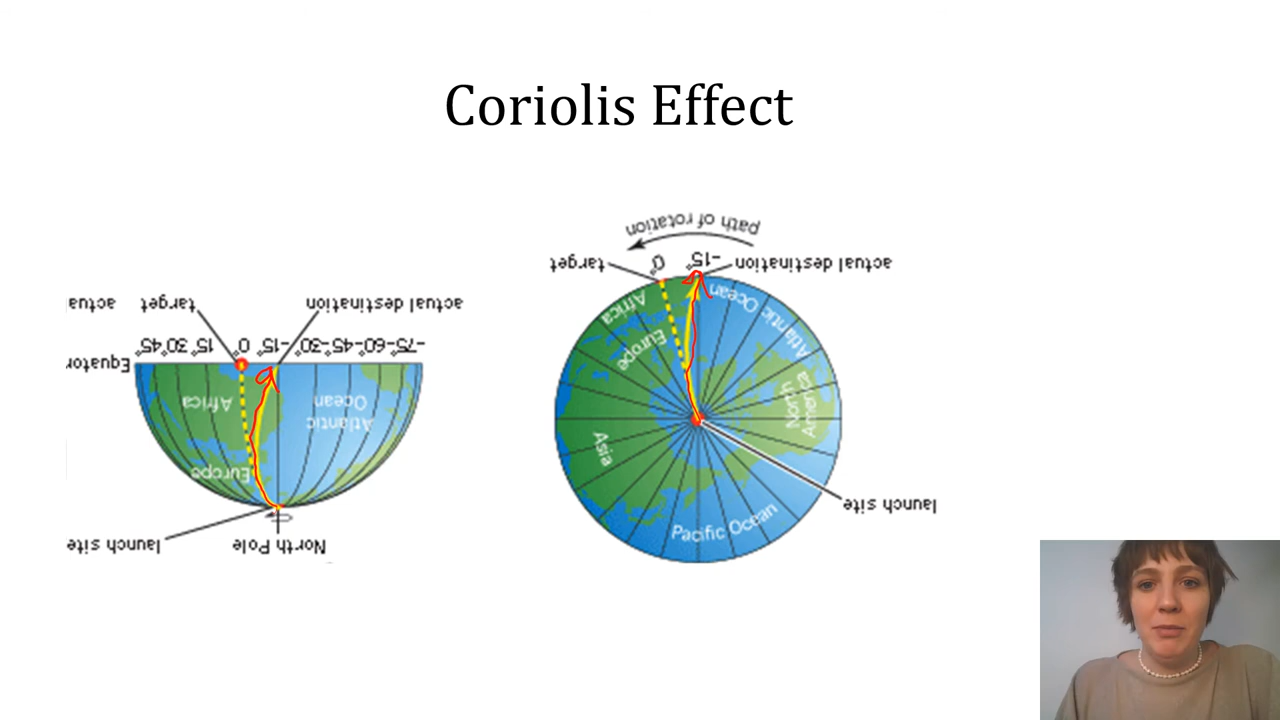 Coriolis Effect
path of rotation
target
0°
-15°
actual destination
Africa
Europe
Asia
Atlantic Ocean
North America
Pacific Ocean
launch site
actua
target
actual destination
Equator
45° 30° 15° 0° -15° -30° -45° -60° -75°
Africa
Atlantic Ocean
Europe
launch site
North Pole